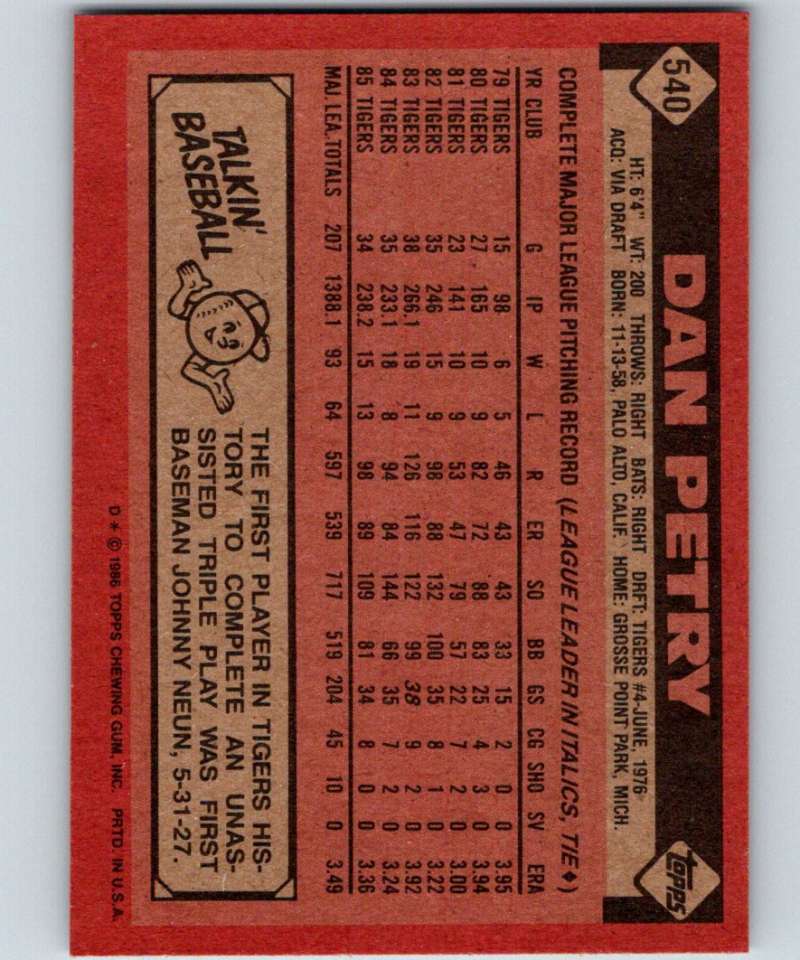 540
DAN PETRY
topps
HT: 6'4" WT: 200 THROWS: RIGHT BATS: RIGHT DRFT: TIGERS #4-JUNE, 1976
ACQ: VIA DRAFT BORN: 11-13-58, PALO ALTO, CALIF. HOME: GROSSE POINT PARK, MICH.
COMPLETE MAJOR LEAGUE PITCHING RECORD (LEAGUE LEADER IN ITALICS, TIE♦)
YR CLUB G IP W L R ER SO BB GS CG SHO SV ERA
79 TIGERS 15 98 6 5 46 43 43 33 15 2 0 0 3.95
80 TIGERS 27 165 10 9 82 72 88 83 25 4 3 0 3.94
81 TIGERS 23 141 10 9 53 47 79 57 22 7 2 0 3.00
82 TIGERS 35 246 15 9 98 88 132 100 35 8 1 0 3.22
83 TIGERS 38 266.1 19 11 126 116 122 99 38 9 2 0 3.92
84 TIGERS 35 233.1 18 8 94 84 144 66 35 7 2 0 3.24
85 TIGERS 34 238.2 15 13 98 89 109 81 34 8 0 0 3.36
MAJ. LEA. TOTALS 207 1388.1 93 64 597 539 717 519 204 45 10 0 3.49
TALKIN'
BASEBALL
THE FIRST PLAYER IN TIGERS HIS-
TORY TO COMPLETE AN UNAS-
SISTED TRIPLE PLAY WAS FIRST
BASEMAN JOHNNY NEUN, 5-31-27.
D* © 1986 TOPPS CHEWING GUM, INC. PRTD. IN U.S.A.